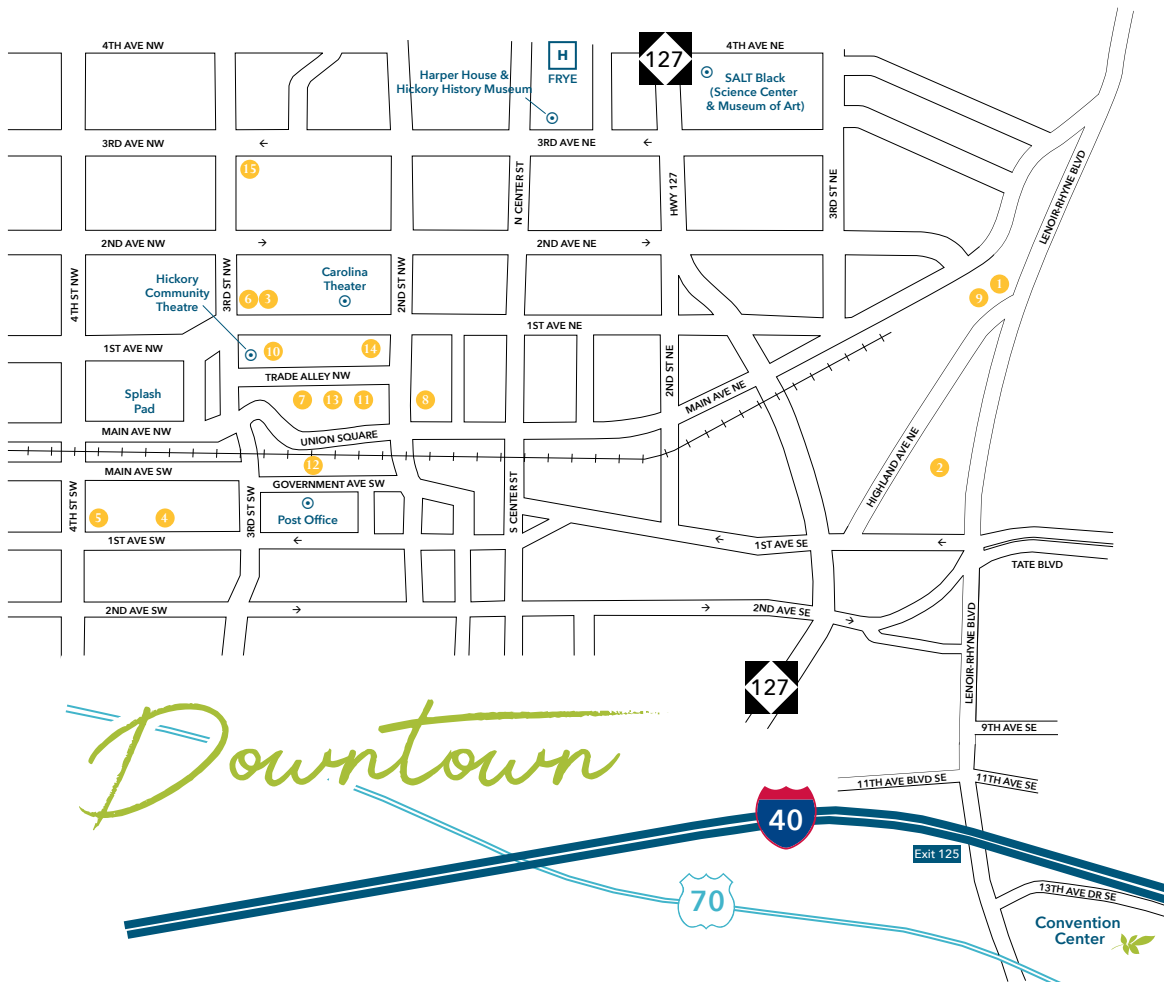 4TH AVE NW
H
FRYE
127
4TH AVE NE
Harper House &
Hickory History Museum
SALT Black
(Science Center
& Museum of Art)
3RD AVE NW
3RD AVE NE
15
N CENTER ST
HWY 127
3RD ST NE
LENOIR-RHYNE BLVD
2ND AVE NW
2ND AVE NE
4TH ST NW
3RD ST NW
2ND ST NW
Hickory
Community
Theatre
Carolina
Theater
6
3
1
9
1ST AVE NW
1ST AVE NE
10
14
2ND ST NE
TRADE ALLEY NW
Splash
Pad
7
13
11
8
MAIN AVE NE
MAIN AVE NW
UNION SQUARE
HIGHLAND AVE NE
12
2
MAIN AVE SW
GOVERNMENT AVE SW
4TH ST SW
3RD ST SW
S CENTER ST
5
4
Post Office
1ST AVE SW
1ST AVE SE
TATE BLVD
2ND AVE SW
2ND AVE SE
LENOIR-RHYNE BLVD
127
Downtown
9TH AVE SE
11TH AVE BLVD SE
11TH AVE SE
40
Exit 125
70
13TH AVE DR SE
Convention
Center